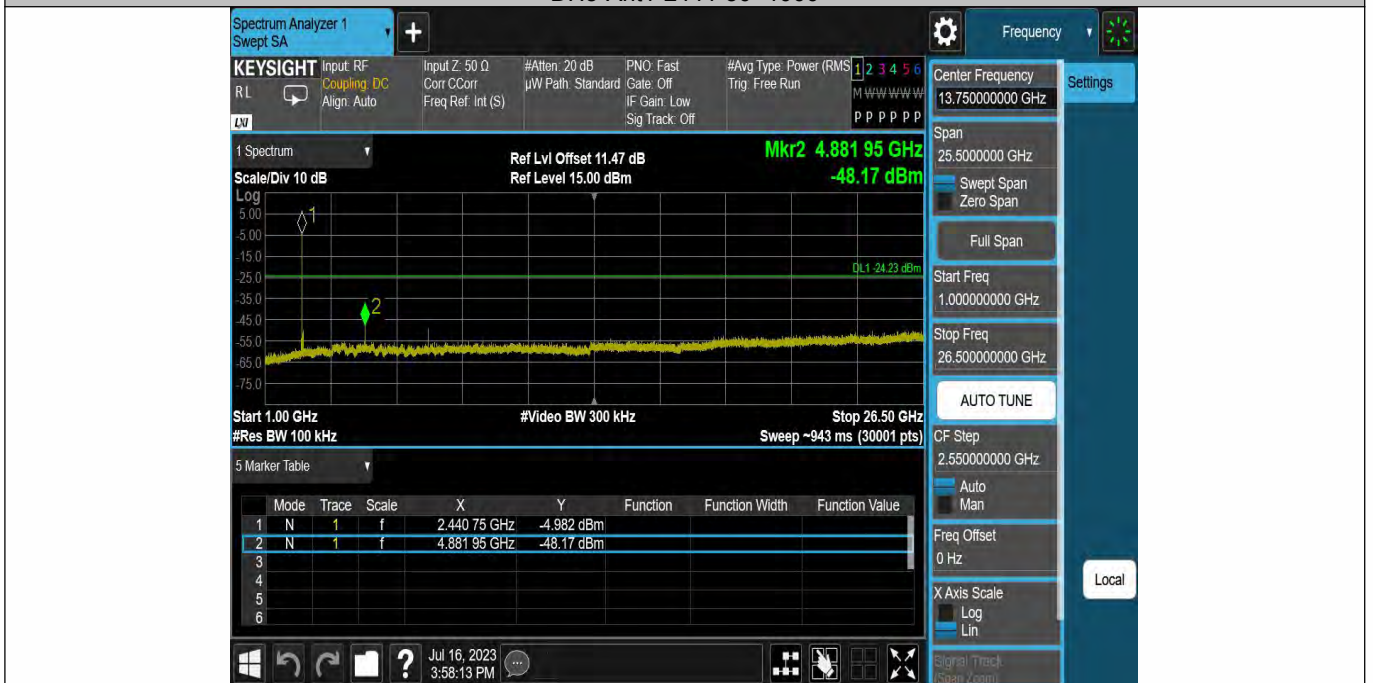 Spectrum Analyzer 1
Swept SA
+
Frequency
KEYSIGHT
RL
LXI
Input: RF
Coupling: DC
Align: Auto
Input Z: 50 Ω
Corr CCorr
Freq Ref: Int (S)
#Atten: 20 dB
µW Path: Standard
PNO: Fast
Gate: Off
IF Gain: Low
Sig Track: Off
#Avg Type: Power (RMS
Trig: Free Run
1 2 3 4 5 6
M W W W W W
P P P P P P
1 Spectrum
Scale/Div 10 dB
Ref Lvl Offset 11.47 dB
Ref Level 15.00 dBm
Mkr2 4.881 95 GHz
-48.17 dBm
Log
5.00
-5.00
-15.0
-25.0
-35.0
-45.0
-55.0
-65.0
-75.0
1
2
DL1 -24.23 dBm
Start 1.00 GHz
#Video BW 300 kHz
Stop 26.50 GHz
#Res BW 100 kHz
Sweep ~943 ms (30001 pts)
5 Marker Table
Mode Trace Scale X Y Function Function Width Function Value
1 N 1 f 2.440 75 GHz -4.982 dBm
2 N 1 f 4.881 95 GHz -48.17 dBm
3
4
5
6
?
Jul 16, 2023
3:58:13 PM
Center Frequency
13.750000000 GHz
Settings
Span
25.5000000 GHz
Swept Span
Zero Span
Full Span
Start Freq
1.000000000 GHz
Stop Freq
26.500000000 GHz
AUTO TUNE
CF Step
2.550000000 GHz
Auto
Man
Freq Offset
0 Hz
X Axis Scale
Log
Lin
Signal Track
(Span Zoom)
Local